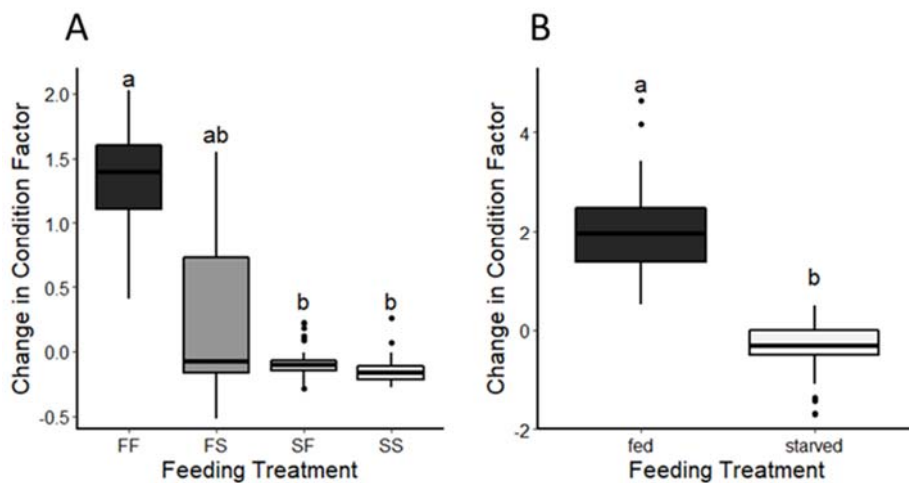 A
Change in Condition Factor
2.0
1.5
1.0
0.5
0.0
-0.5
a
ab
b
b
FF
FS
SF
SS
Feeding Treatment
B
Change in Condition Factor
4
2
0
-2
a
b
fed
starved
Feeding Treatment